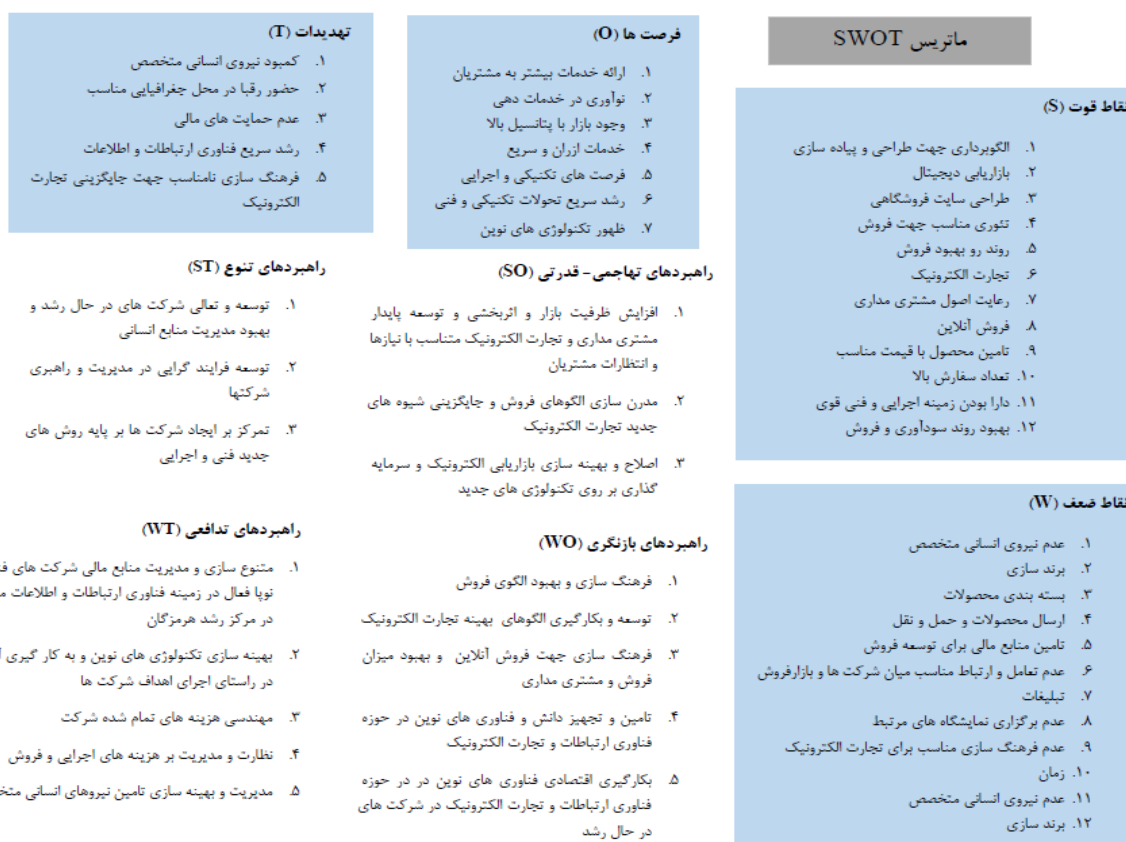 ماتریس SWOT
نقاط قوت (S)
۱. الگوبرداری جهت طراحی و پیاده سازی
۲. بازاریابی دیجیتال
۳. طراحی سایت فروشگاهی
۴. تئوری مناسب جهت فروش
۵. روند رو بهبود فروش
۶. تجارت الکترونیک
۷. رعایت اصول مشتری مداری
۸. فروش آنلاین
۹. تامین محصول با قیمت مناسب
۱۰. تعداد سفارش بالا
۱۱. دارا بودن زمینه اجرایی و فنی قوی
۱۲. بهبود روند سودآوری و فروش
فرصت ها (O)
۱. ارائه خدمات بیشتر به مشتریان
۲. نوآوری در خدمات دهی
۳. وجود بازار با پتانسیل بالا
۴. خدمات ارزان و سریع
۵. فرصت های تکنیکی و اجرایی
۶. رشد سریع تحولات تکنیکی و فنی
۷. ظهور تکنولوژی های نوین
تهدیدات (T)
۱. کمبود نیروی انسانی متخصص
۲. حضور رقبا در محل جغرافیایی مناسب
۳. عدم حمایت های مالی
۴. رشد سریع فناوری ارتباطات و اطلاعات
۵. فرهنگ سازی نامناسب جهت جایگزینی تجارت
الکترونیک
راهبردهای تهاجمی- قدرتی (SO)
۱. افزایش ظرفیت بازار و اثربخشی و توسعه پایدار
مشتری مداری و تجارت الکترونیک متناسب با نیازها
و انتظارات مشتریان
۲. مدرن سازی الگوهای فروش و جایگزینی شیوه های
جدید تجارت الکترونیک
۳. اصلاح و بهینه سازی بازاریابی الکترونیک و سرمایه
گذاری بر روی تکنولوژی های جدید
راهبردهای تنوع (ST)
۱. توسعه و تعالی شرکت های در حال رشد و
بهبود مدیریت منابع انسانی
۲. توسعه فرایند گرایی در مدیریت و راهبری
شرکتها
۳. تمرکز بر ایجاد شرکت ها بر پایه روش های
جدید فنی و اجرایی
نقاط ضعف (W)
۱. عدم نیروی انسانی متخصص
۲. برند سازی
۳. بسته بندی محصولات
۴. ارسال محصولات و حمل و نقل
۵. تامین منابع مالی برای توسعه فروش
۶. عدم تعامل و ارتباط مناسب میان شرکت ها و بازارفروش
۷. تبلیغات
۸. عدم برگزاری نمایشگاه های مرتبط
۹. عدم فرهنگ سازی مناسب برای تجارت الکترونیک
۱۰. زمان
۱۱. عدم نیروی انسانی متخصص
۱۲. برند سازی
راهبردهای بازنگری (WO)
۱. فرهنگ سازی و بهبود الگوی فروش
۲. توسعه و بکارگیری الگوهای بهینه تجارت الکترونیک
۳. فرهنگ سازی جهت فروش آنلاین و بهبود میزان
فروش و مشتری مداری
۴. تامین و تجهیز دانش و فناوری های نوین در حوزه
فناوری ارتباطات و تجارت الکترونیک
۵. بکارگیری اقتصادی فناوری های نوین در در حوزه
فناوری ارتباطات و تجارت الکترونیک در شرکت های
در حال رشد
راهبردهای تدافعی (WT)
۱. متنوع سازی و مدیریت منابع مالی شرکت های
نوپا فعال در زمینه فناوری ارتباطات و اطلاعات
در مرکز رشد هرمزگان
۲. بهینه سازی تکنولوژی های نوین و به کار گیری
در راستای اجرای اهداف شرکت ها
۳. مهندسی هزینه های تمام شده شرکت
۴. نظارت و مدیریت بر هزینه های اجرایی و فروش
۵. مدیریت و بهینه سازی تامین نیروهای انسانی